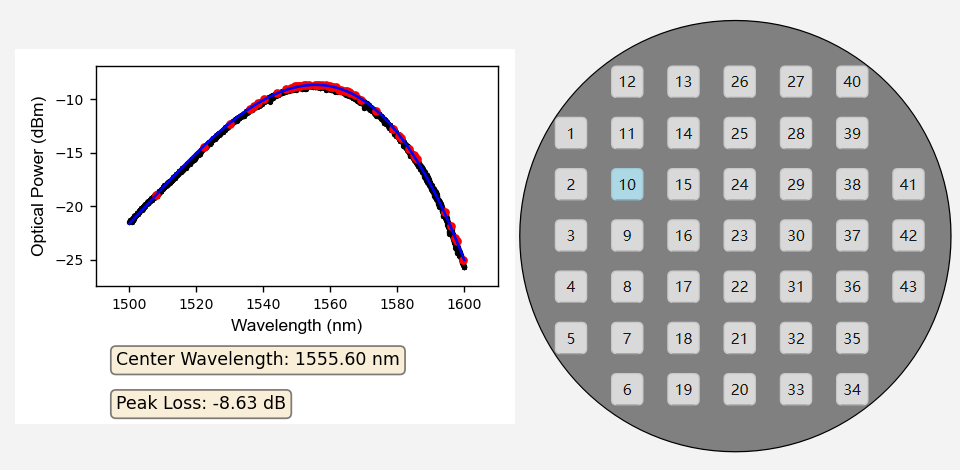 Optical Power (dBm)
−10
−15
−20
−25
1500 1520 1540 1560 1580 1600
Wavelength (nm)
Center Wavelength: 1555.60 nm
Peak Loss: -8.63 dB
12 13 26 27 40
1 11 14 25 28 39
2 10 15 24 29 38 41
3 9 16 23 30 37 42
4 8 17 22 31 36 43
5 7 18 21 32 35
6 19 20 33 34